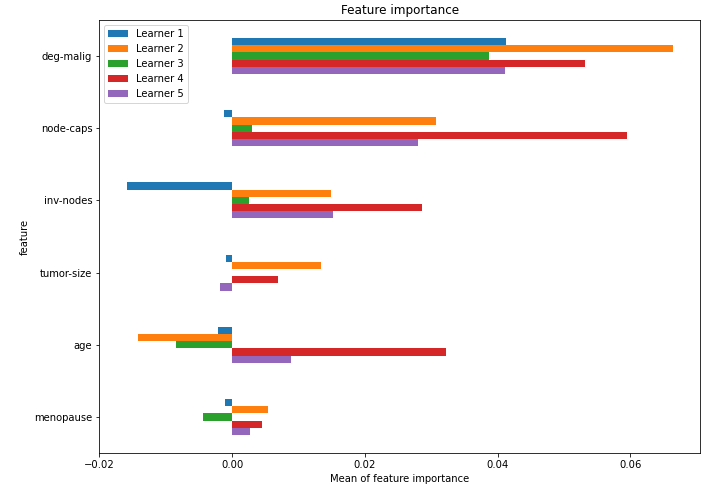 Feature importance
Learner 1
Learner 2
Learner 3
Learner 4
Learner 5
feature
deg-malig
node-caps
inv-nodes
tumor-size
age
menopause
−0.02 0.00 0.02 0.04 0.06
Mean of feature importance